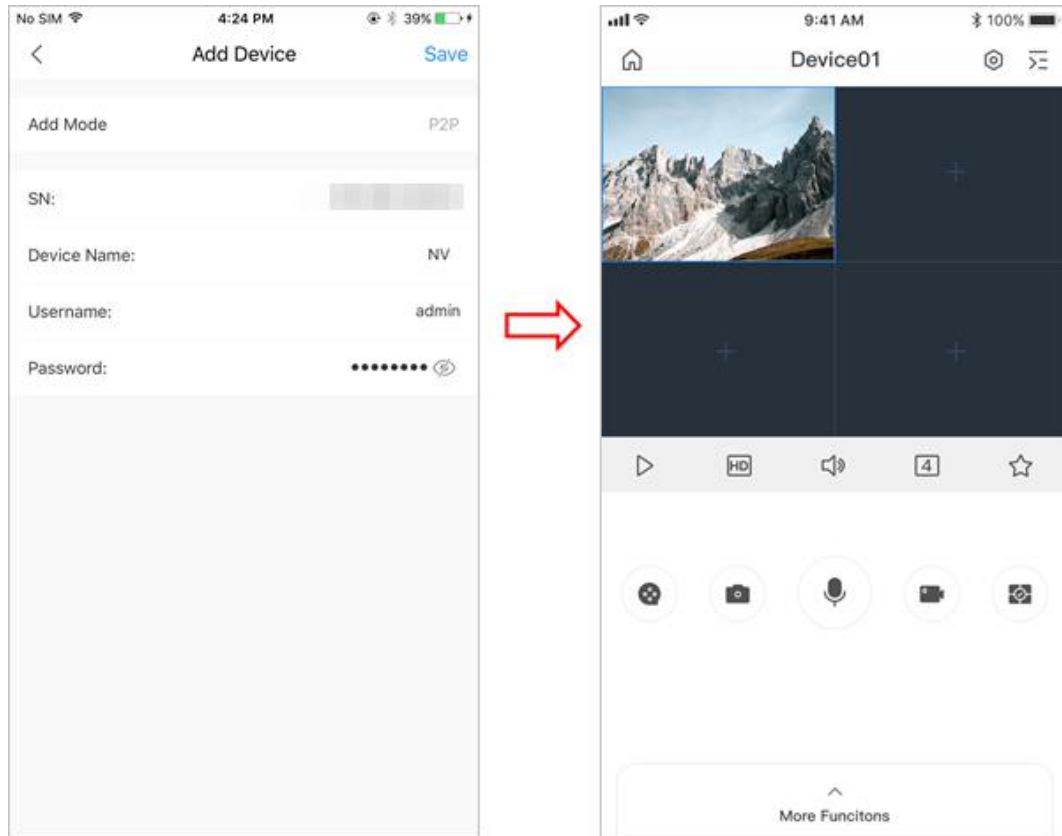 No SIM 4:24 PM 39%
Add Device Save
Add Mode P2P
SN:
Device Name: NV
Username: admin
Password: ••••••••
9:41 AM 100%
Device01
HD 4
More Funcitons